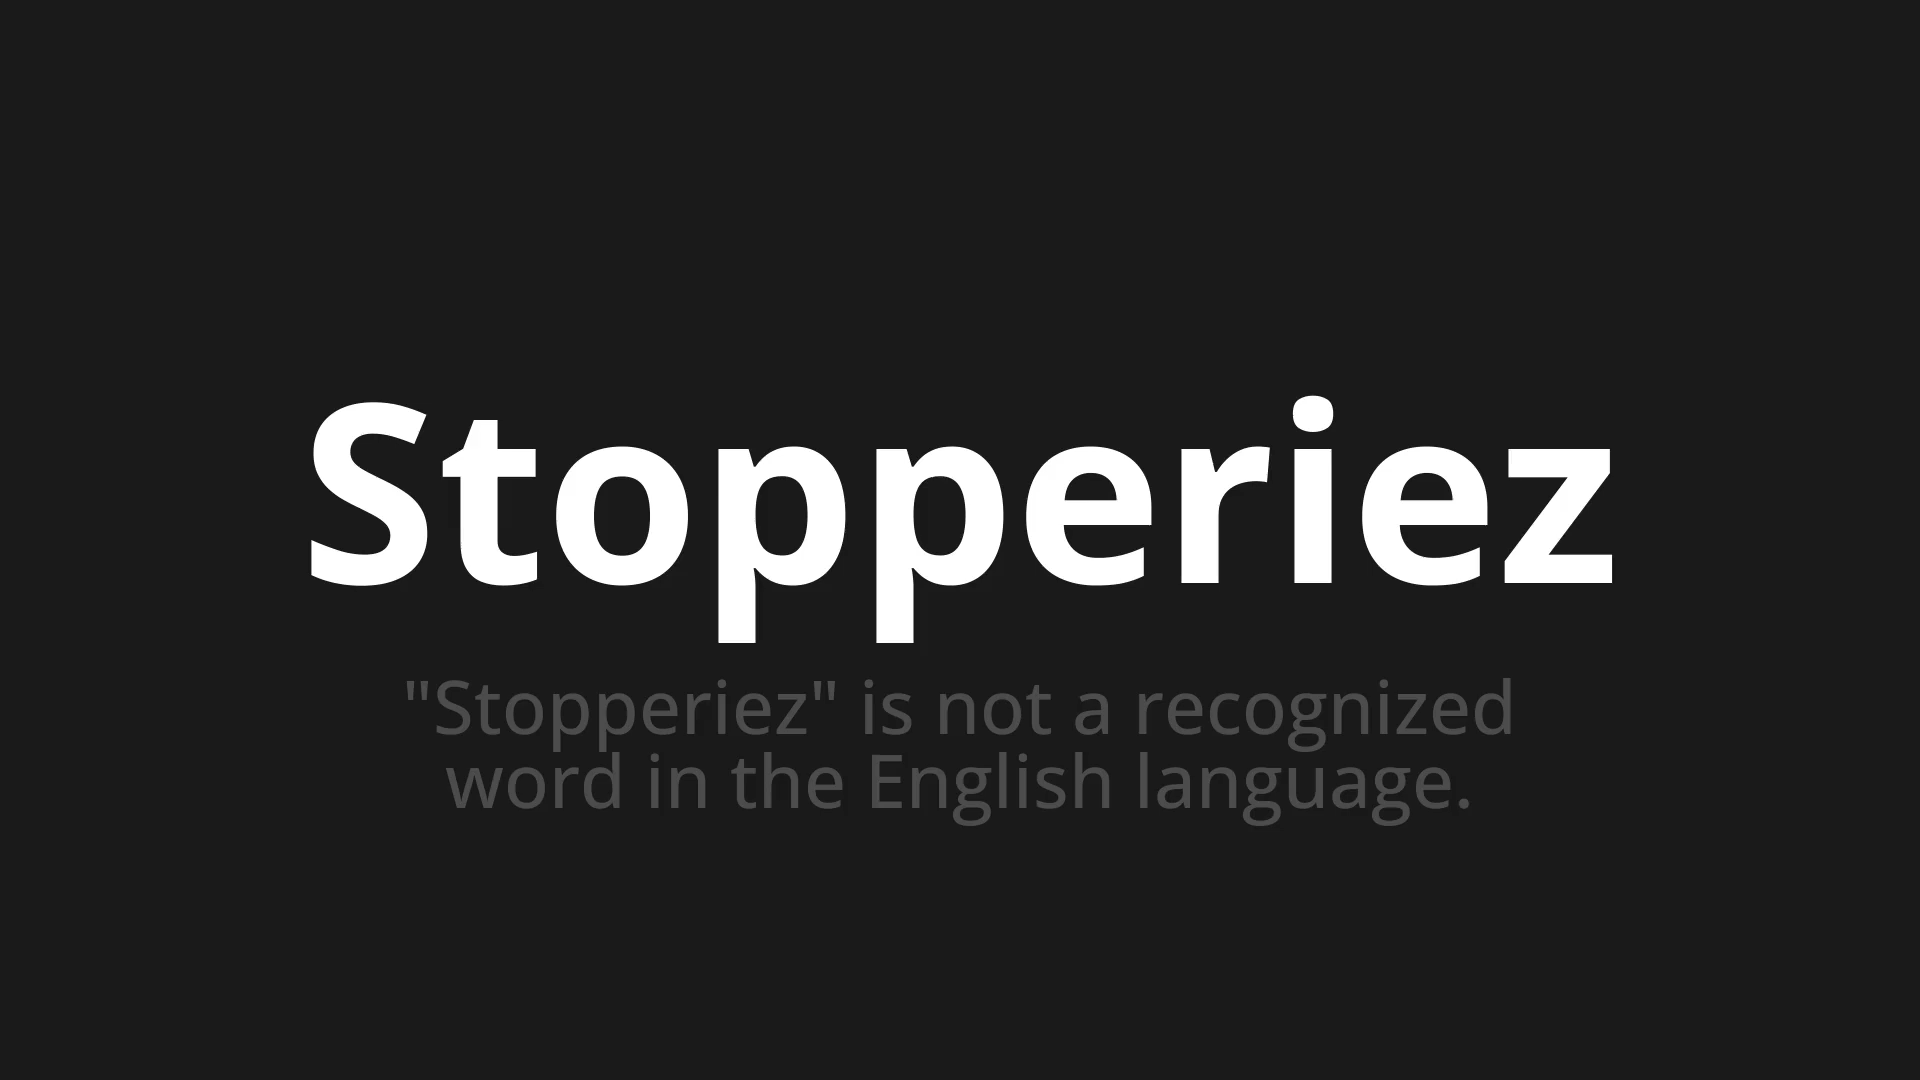 Stopperiez
"Stopperiez" is not a recognized
word in the English language.